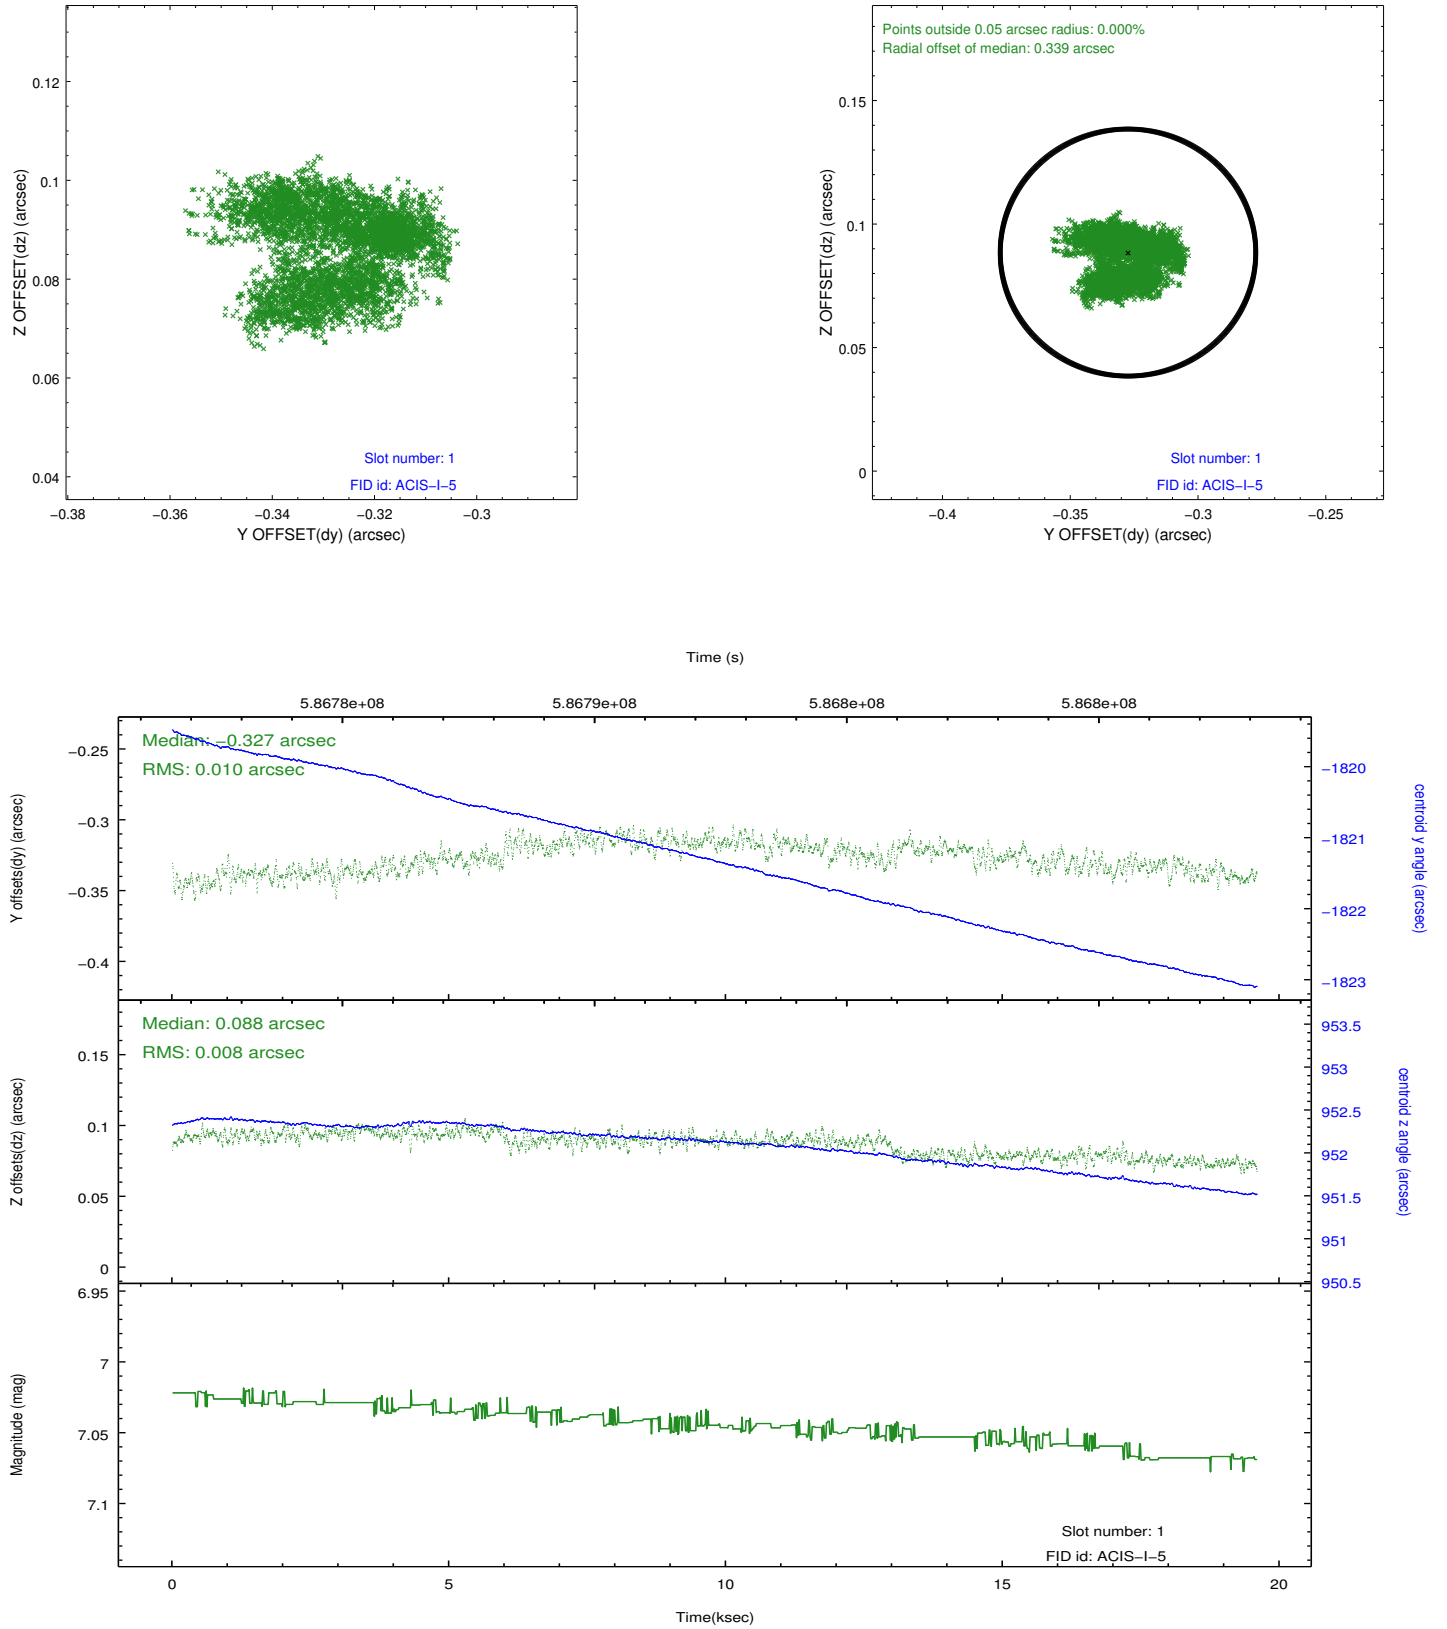 0.12
0.1
0.08
0.06
0.04
Z OFFSET(dz) (arcsec)
Slot number: 1
FID id: ACIS−I−5
−0.38
−0.36
−0.34
−0.32
−0.3
Y OFFSET(dy) (arcsec)
Points outside 0.05 arcsec radius: 0.000%
Radial offset of median: 0.339 arcsec
0.15
0.1
0.05
0
Z OFFSET(dz) (arcsec)
Slot number: 1
FID id: ACIS−I−5
−0.4
−0.35
−0.3
−0.25
Y OFFSET(dy) (arcsec)
Time (s)
5.8678e+08
5.8679e+08
5.868e+08
5.868e+08
Median: −0.327 arcsec
RMS: 0.010 arcsec
−0.25
−0.3
−0.35
−0.4
Y offsets(dy) (arcsec)
−1820
−1821
−1822
−1823
centroid y angle (arcsec)
Median: 0.088 arcsec
RMS: 0.008 arcsec
0.15
0.1
0.05
0
Z offsets(dz) (arcsec)
953.5
953
952.5
952
951.5
951
950.5
centroid z angle (arcsec)
6.95
7
7.05
7.1
Magnitude (mag)
Slot number: 1
FID id: ACIS−I−5
0
5
10
15
20
Time(ksec)